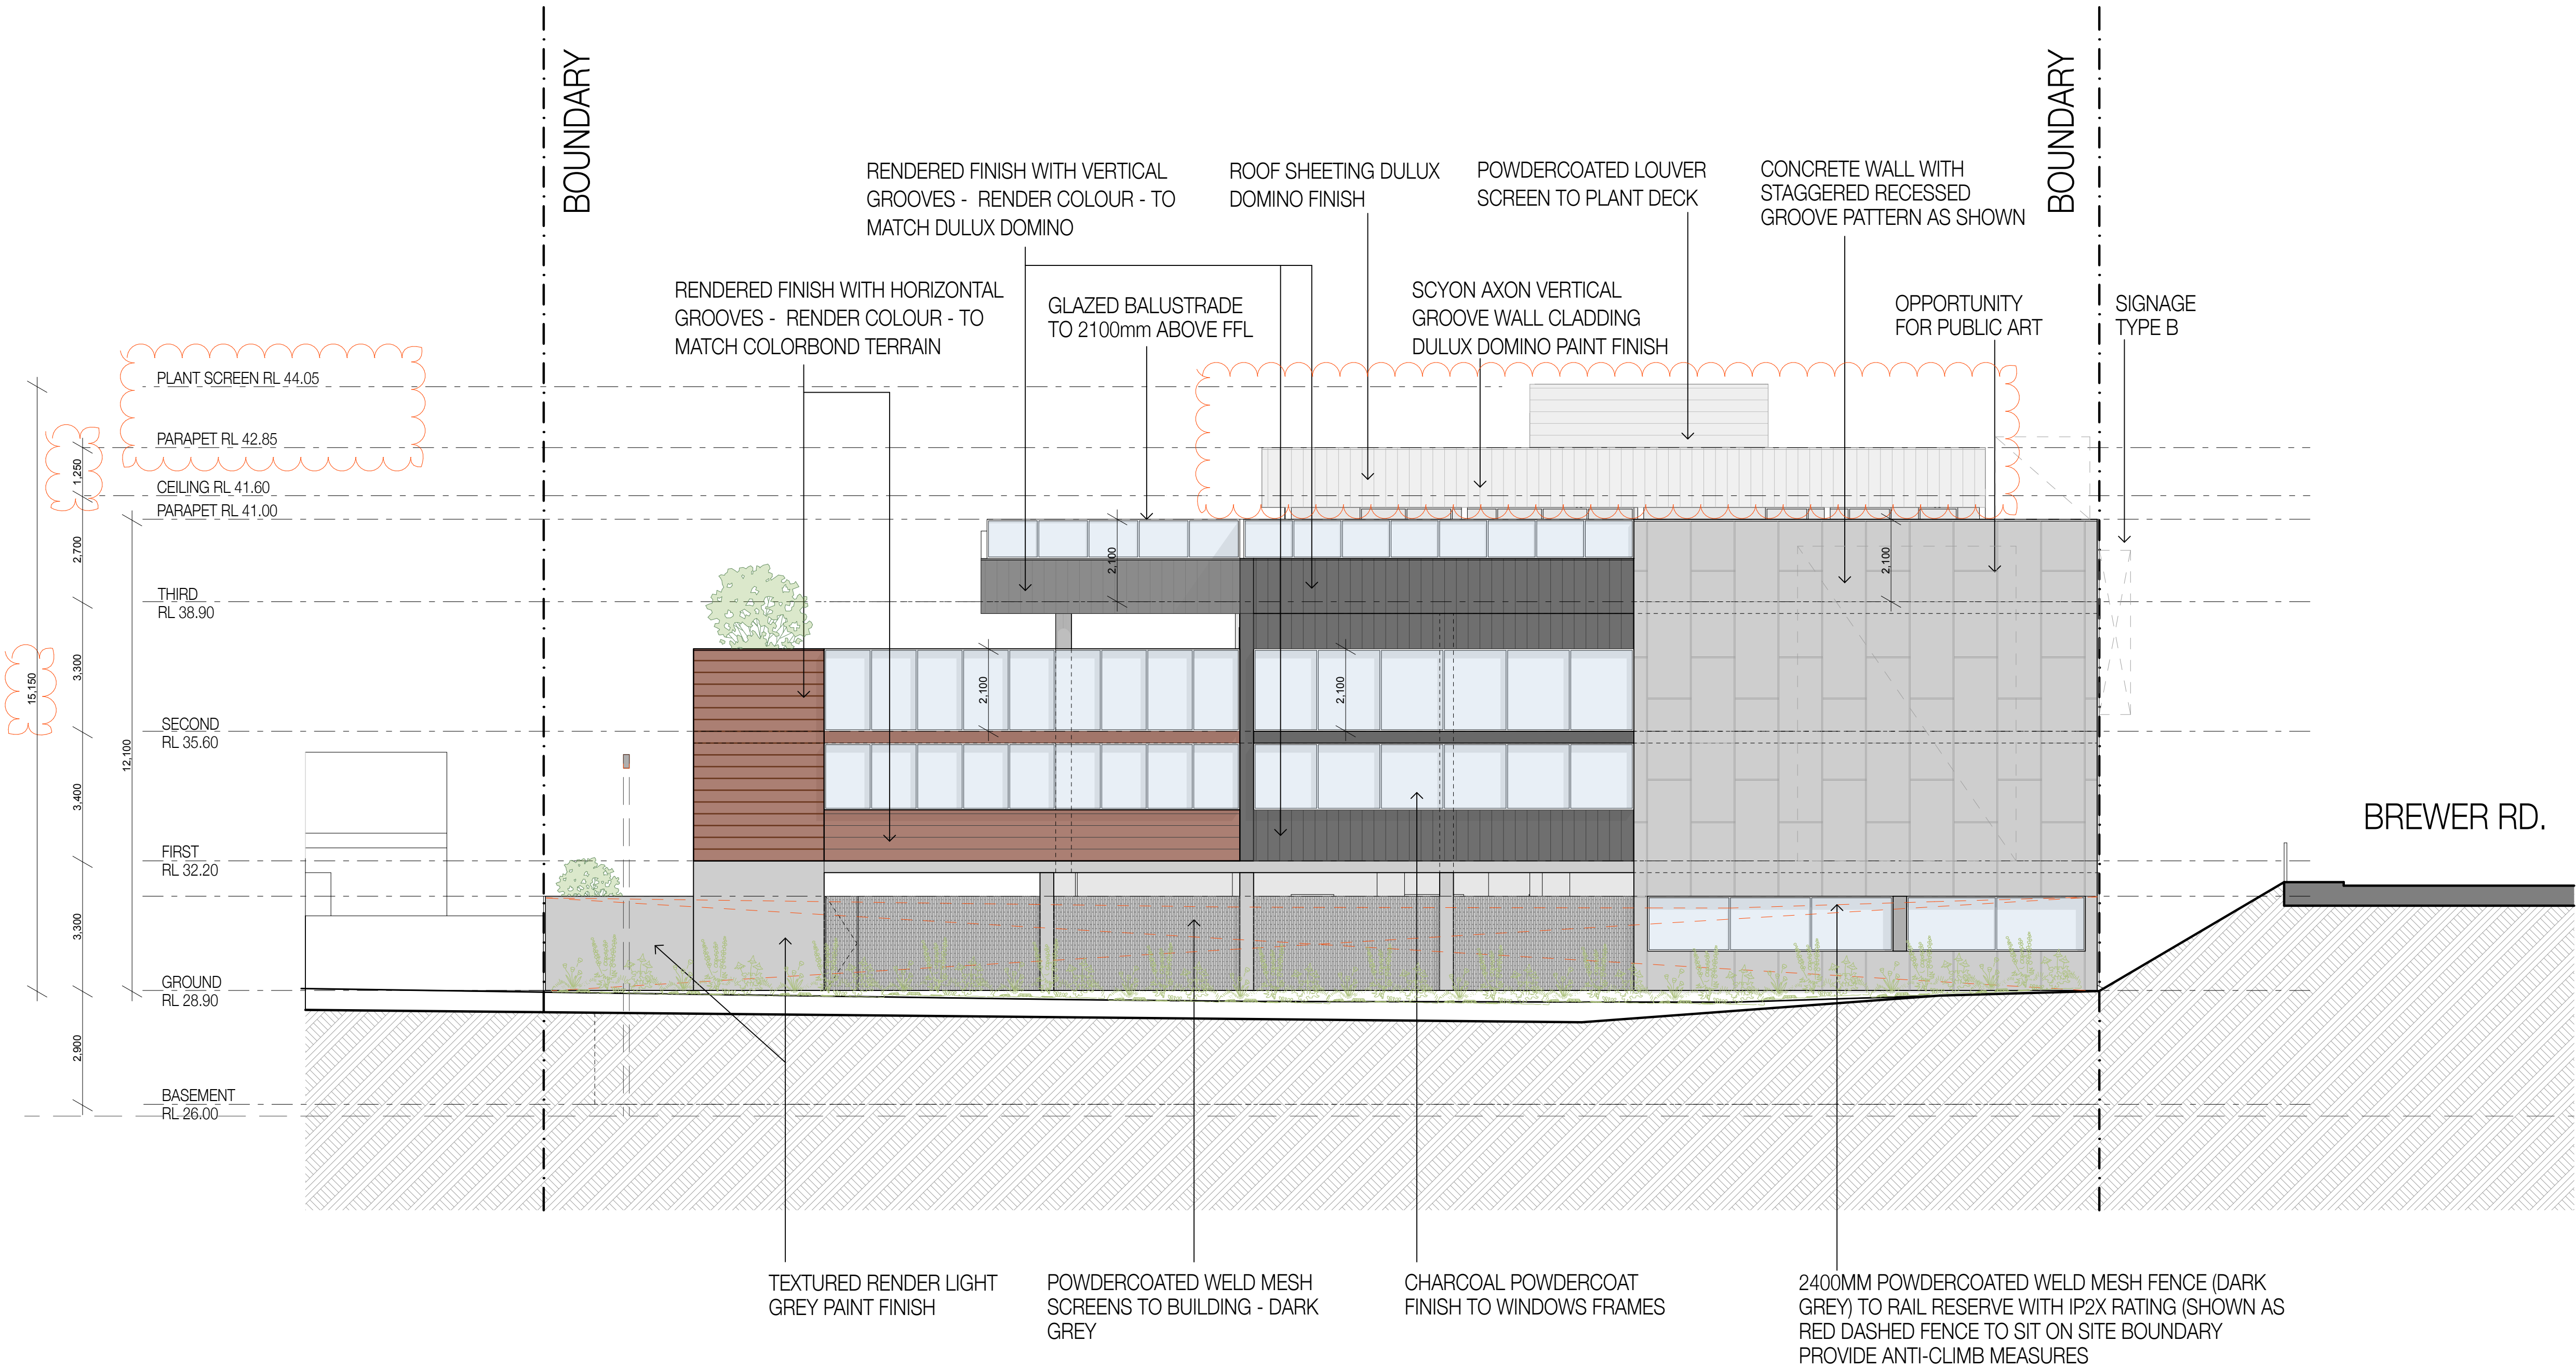 BOUNDARY
BOUNDARY
RENDERED FINISH WITH VERTICAL
GROOVES - RENDER COLOUR - TO
MATCH DULUX DOMINO
ROOF SHEETING DULUX
DOMINO FINISH
POWDERCOATED LOUVER
SCREEN TO PLANT DECK
CONCRETE WALL WITH
STAGGERED RECESSED
GROOVE PATTERN AS SHOWN
RENDERED FINISH WITH HORIZONTAL
GROOVES - RENDER COLOUR - TO
MATCH COLORBOND TERRAIN
GLAZED BALUSTRADE
TO 2100mm ABOVE FFL
SCYON AXON VERTICAL
GROOVE WALL CLADDING
DULUX DOMINO PAINT FINISH
OPPORTUNITY
FOR PUBLIC ART
SIGNAGE
TYPE B
PLANT SCREEN RL 44.05
PARAPET RL 42.85
CEILING RL 41.60
PARAPET RL 41.00
THIRD
RL 38.90
SECOND
RL 35.60
FIRST
RL 32.20
GROUND
RL 28.90
BASEMENT
RL 26.00
15,150
12,100
1,250
2,700
3,300
3,400
3,300
2,900
2,100
2,100
2,100
2,100
BREWER RD.
TEXTURED RENDER LIGHT
GREY PAINT FINISH
POWDERCOATED WELD MESH
SCREENS TO BUILDING - DARK
GREY
CHARCOAL POWDERCOAT
FINISH TO WINDOWS FRAMES
2400MM POWDERCOATED WELD MESH FENCE (DARK
GREY) TO RAIL RESERVE WITH IP2X RATING (SHOWN AS
RED DASHED FENCE TO SIT ON SITE BOUNDARY
PROVIDE ANTI-CLIMB MEASURES